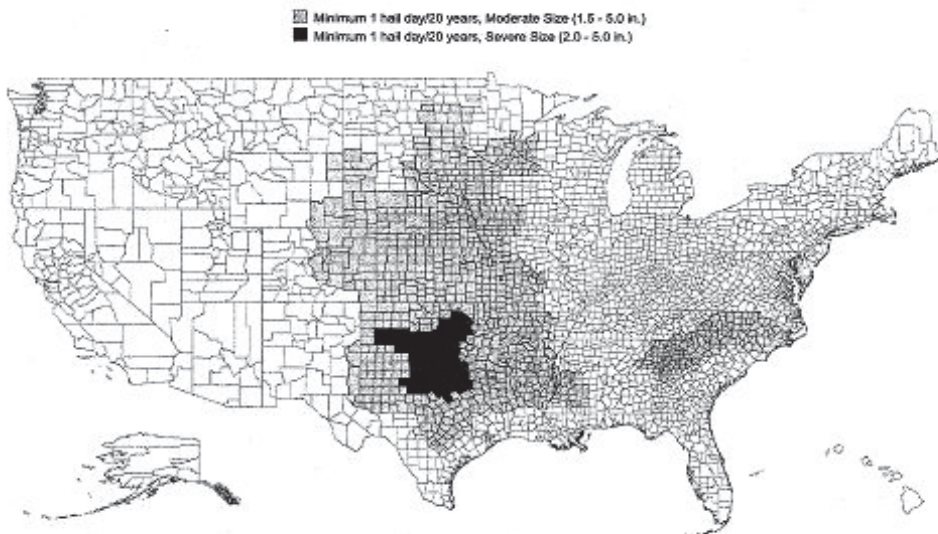 Minimum 1 hail day/20 years, Moderate Size (1.5 - 5.0 in.)
Minimum 1 hail day/20 years, Severe Size (2.0 - 5.0 in.)